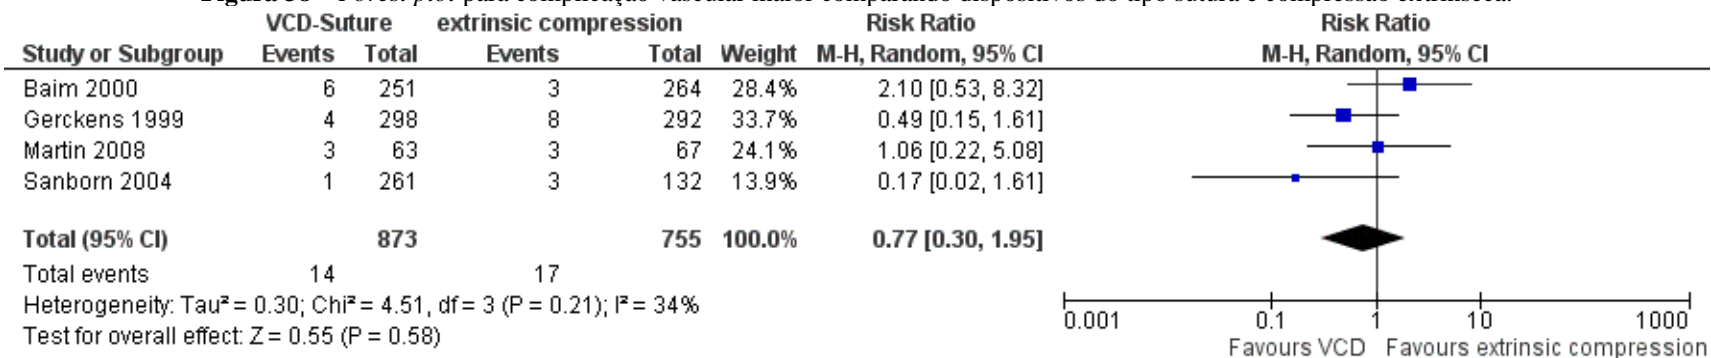 VCD-Suture extrinsic compression Risk Ratio Risk Ratio
Study or Subgroup Events Total Events Total Weight M-H, Random, 95% CI M-H, Random, 95% CI
Baim 2000 6 251 3 264 28.4% 2.10 [0.53, 8.32]
Gerckens 1999 4 298 8 292 33.7% 0.49 [0.15, 1.61]
Martin 2008 3 63 3 67 24.1% 1.06 [0.22, 5.08]
Sanborn 2004 1 261 3 132 13.9% 0.17 [0.02, 1.61]
Total (95% CI) 873 755 100.0% 0.77 [0.30, 1.95]
Total events 14 17
Heterogeneity: Tau² = 0.30; Chi² = 4.51, df = 3 (P = 0.21); I² = 34%
Test for overall effect: Z = 0.55 (P = 0.58)
0.001 0.1 1 10 1000
Favours VCD Favours extrinsic compression